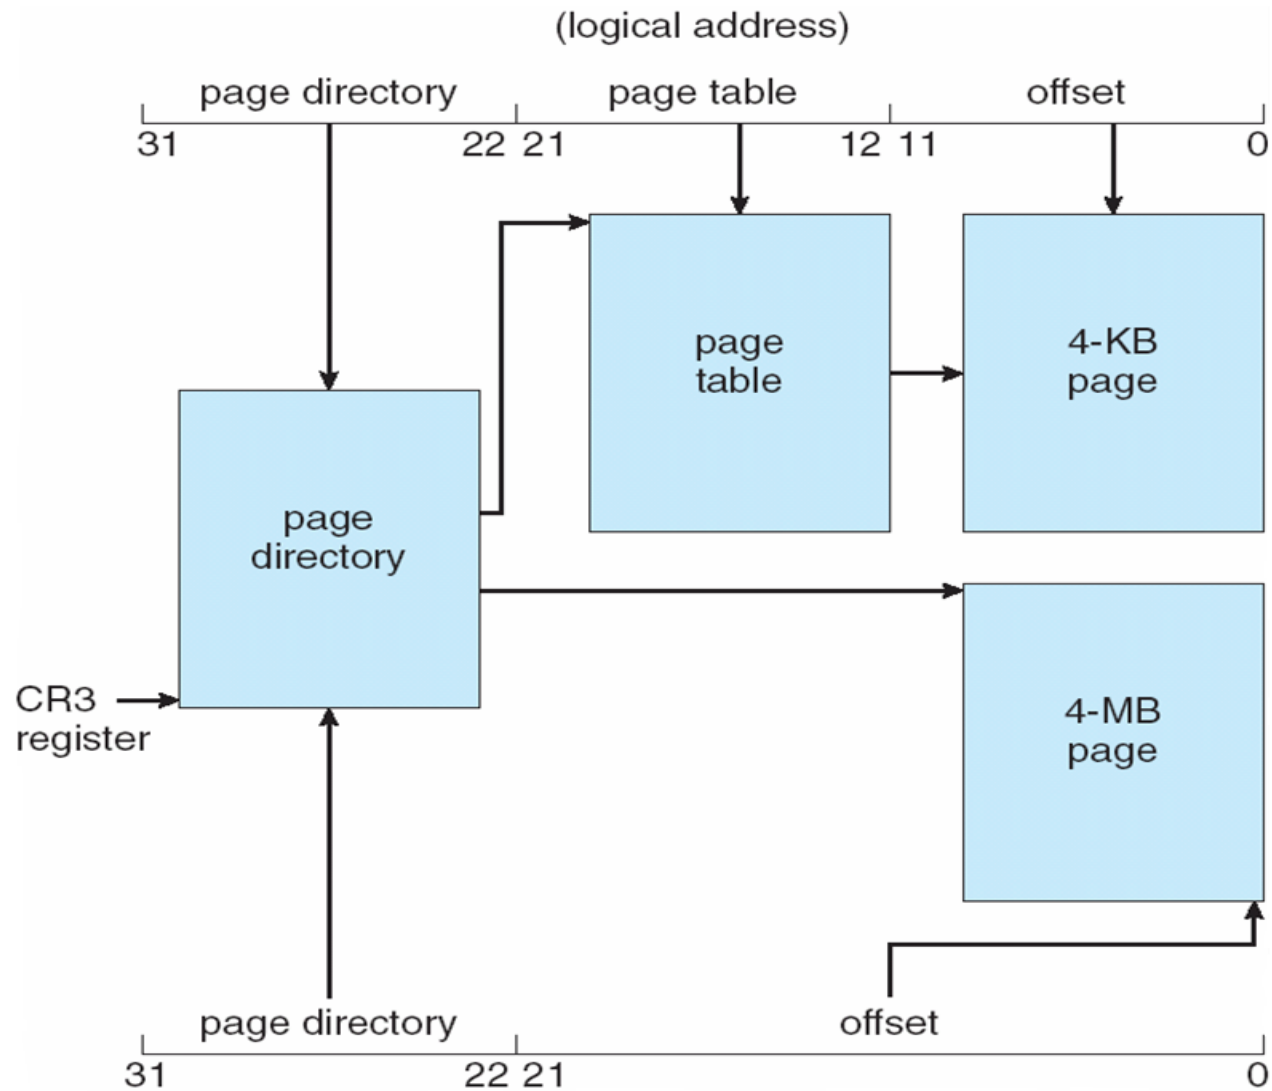 (logical address)
page directory page table offset
31 22 21 12 11 0
page
table
4-KB
page
page
directory
CR3
register
4-MB
page
page directory offset
31 22 21 0